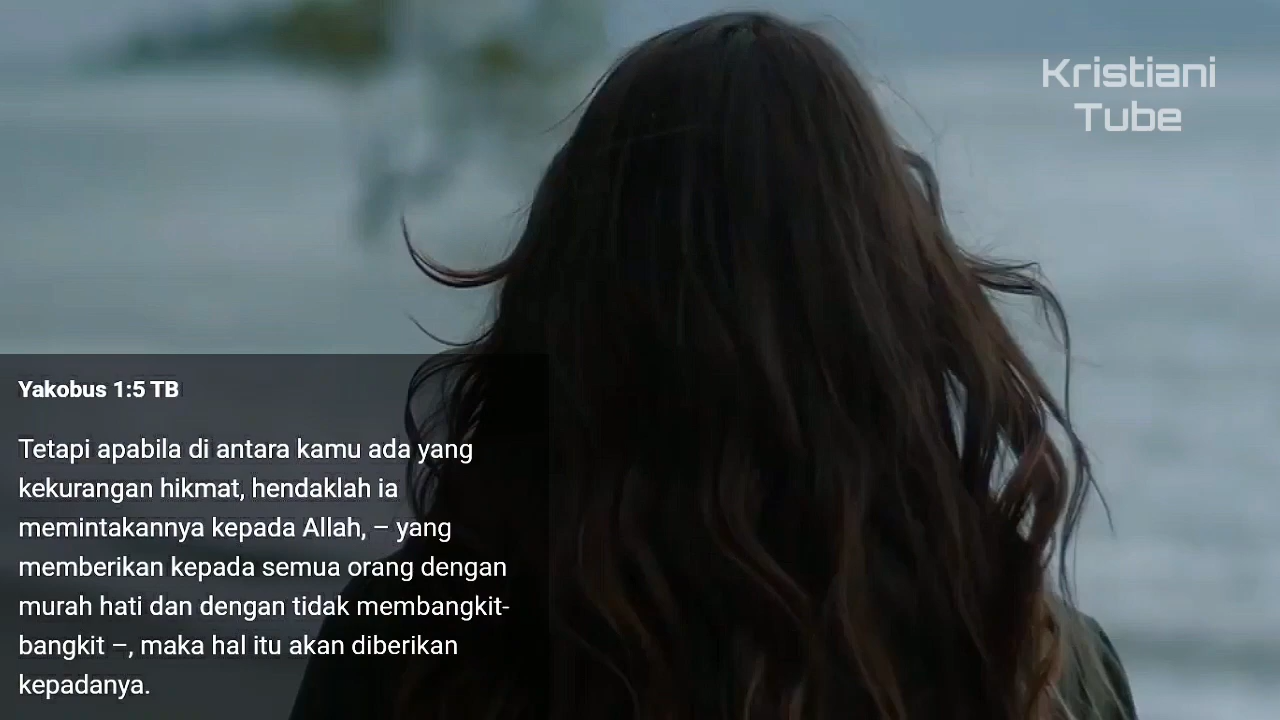 Kristiani
Tube
Yakobus 1:5 TB
Tetapi apabila di antara kamu ada yang
kekurangan hikmat, hendaklah ia
memintakannya kepada Allah, – yang
memberikan kepada semua orang dengan
murah hati dan dengan tidak membangkit-
bangkit –, maka hal itu akan diberikan
kepadanya.